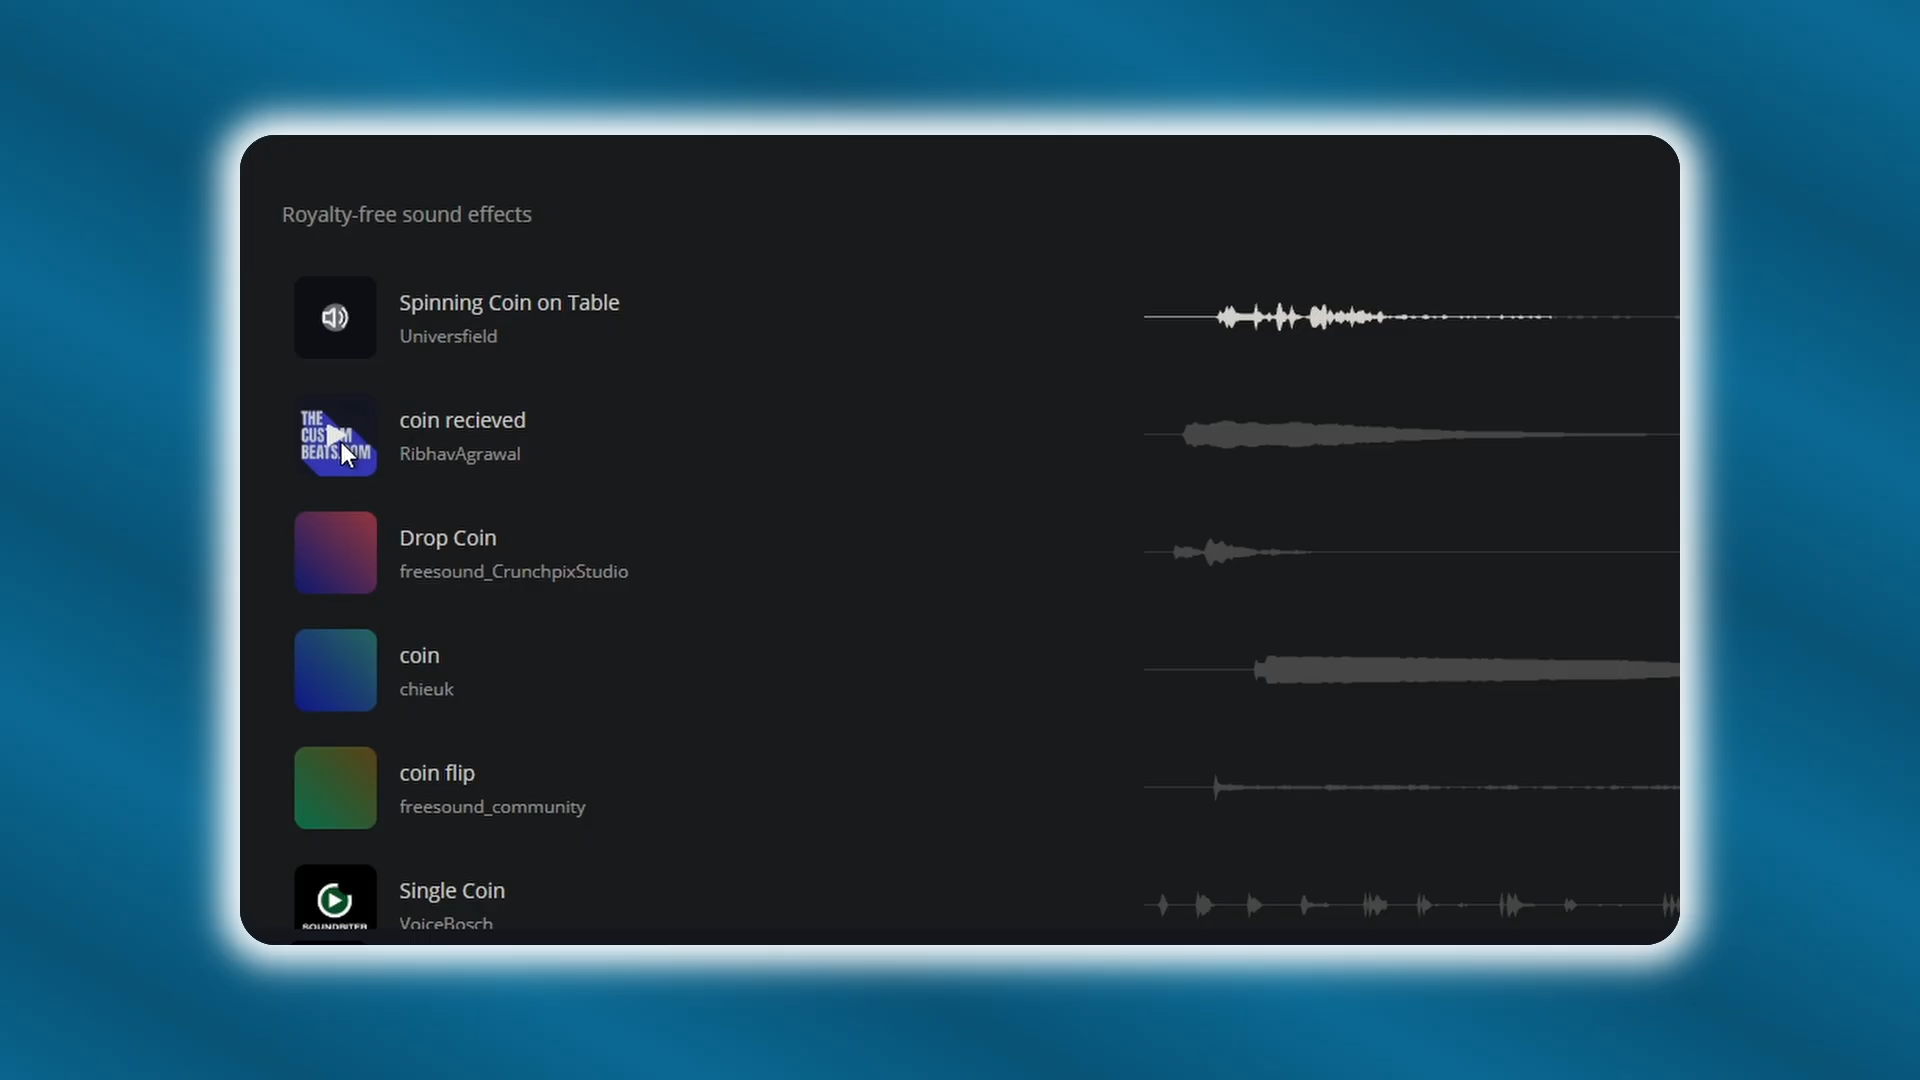 Royalty-free sound effects
Spinning Coin on Table
Universfield
THE
coin recieved
RibhavAgrawal
Drop Coin
freesound_CrunchpixStudio
coin
chieuk
coin flip
freesound_community
Single Coin
VoiceBosch